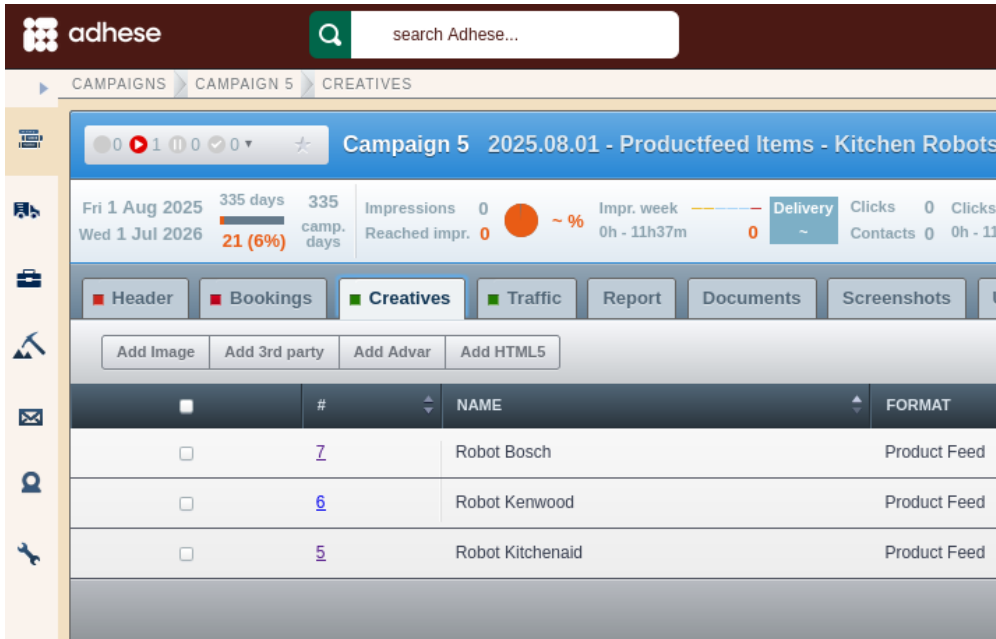 adhese
search Adhese...
CAMPAIGNS CAMPAIGN 5 CREATIVES
0 1 0 0 Campaign 5 2025.08.01 - Productfeed Items - Kitchen Robots
Fri 1 Aug 2025 335 days 335 Impressions 0 ~ % Impr. week Delivery Clicks 0 Clicks
Wed 1 Jul 2026 21 (6%) camp. days Reached impr. 0 0h - 11h37m 0 ~ Contacts 0 0h - 11
Header Bookings Creatives Traffic Report Documents Screenshots
Add Image Add 3rd party Add Advar Add HTML5
# NAME FORMAT
7 Robot Bosch Product Feed
6 Robot Kenwood Product Feed
5 Robot Kitchenaid Product Feed